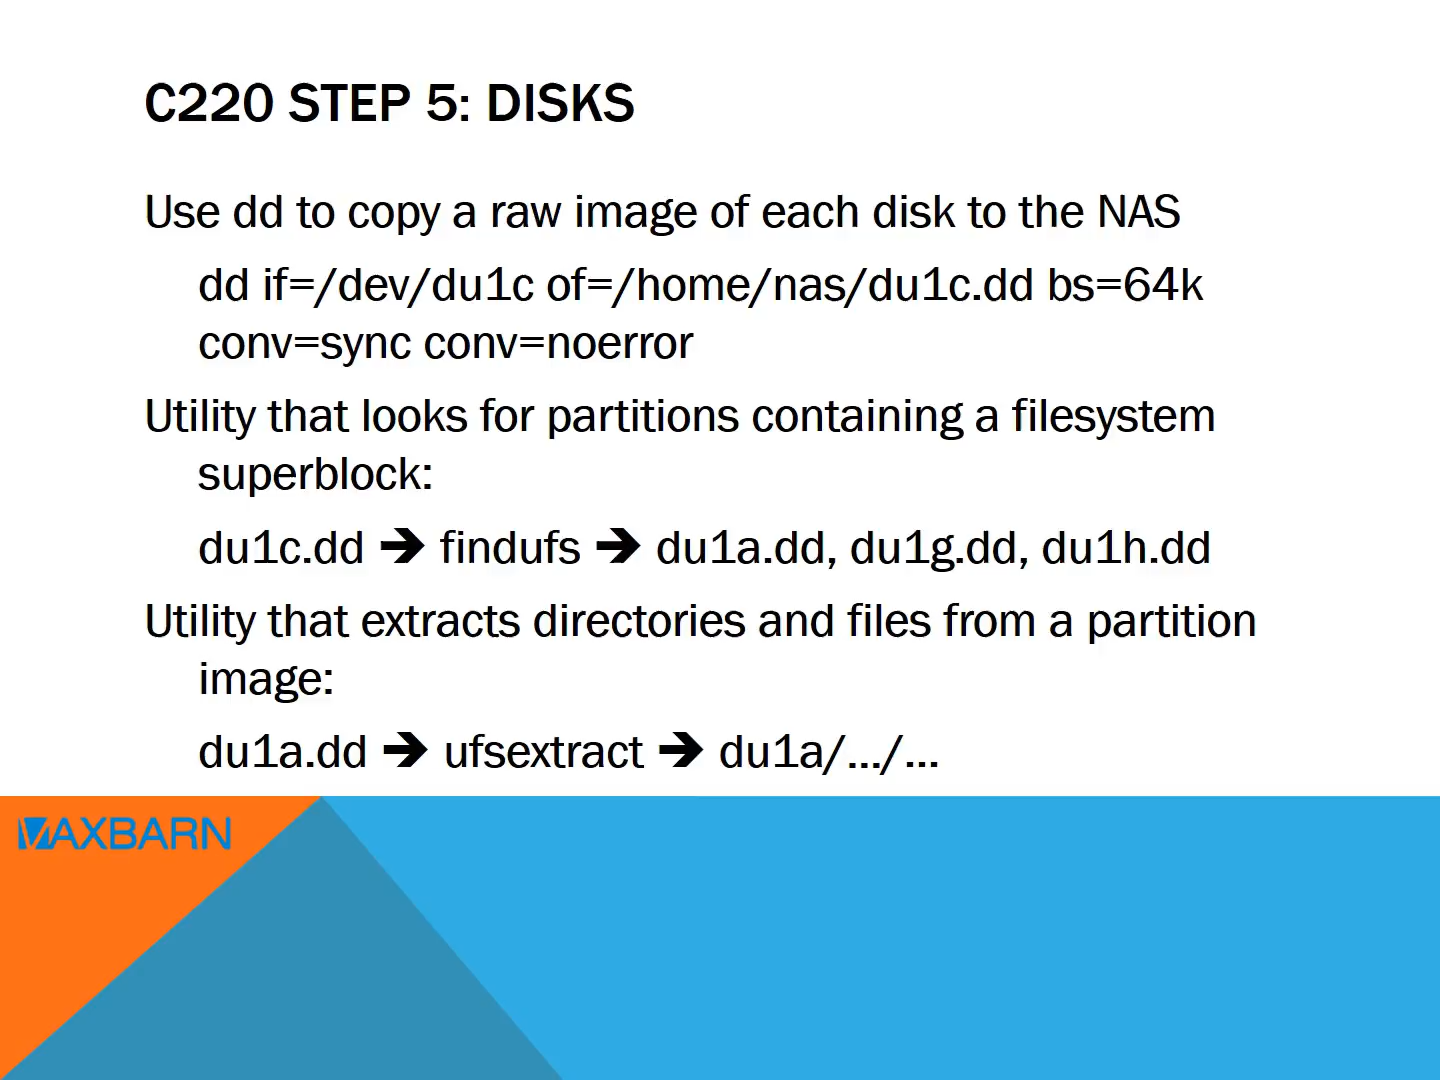 C220 STEP 5: DISKS
Use dd to copy a raw image of each disk to the NAS
dd if=/dev/du1c of=/home/nas/du1c.dd bs=64k
conv=sync conv=noerror
Utility that looks for partitions containing a filesystem
superblock:
du1c.dd ➔ findufs ➔ du1a.dd, du1g.dd, du1h.dd
Utility that extracts directories and files from a partition
image:
du1a.dd ➔ ufsextract ➔ du1a/…/…
VAXBARN